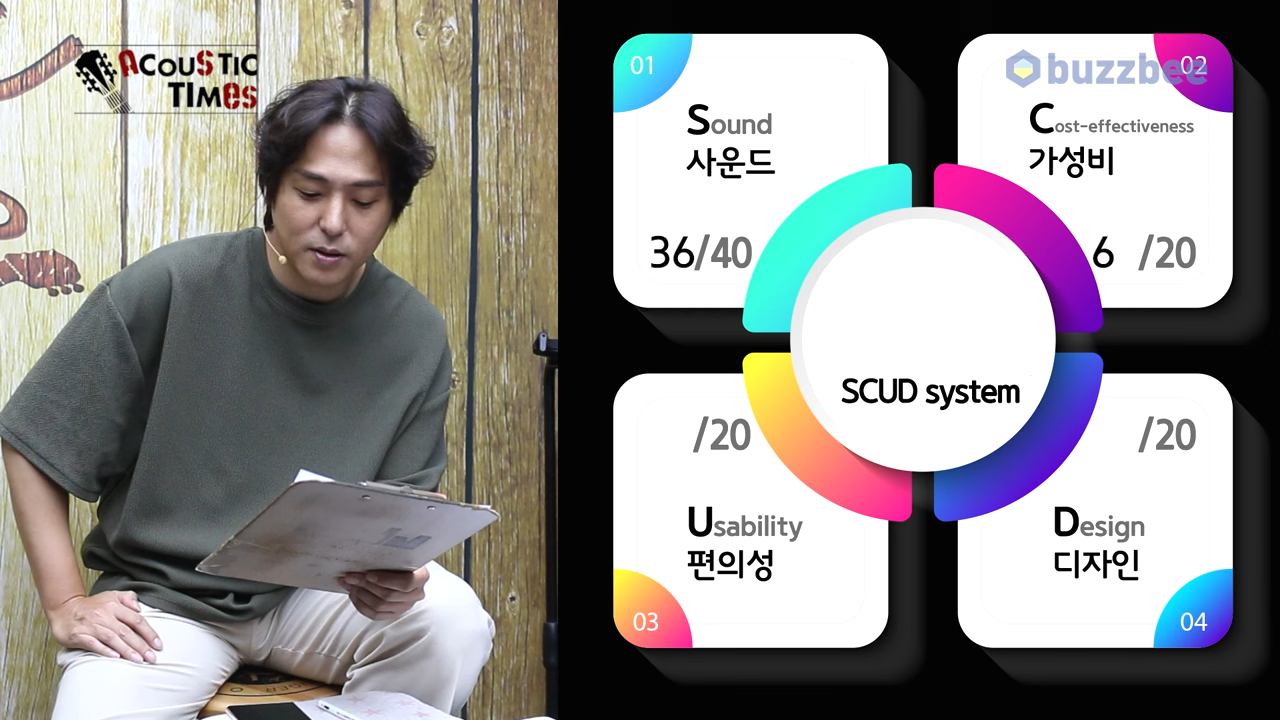 ACOUSTIC
TIMES
01
Sound
사운드
36/40
buzzbee
02
Cost-effectiveness
가성비
6 /20
SCUD system
/20
Usability
편의성
03
/20
Design
디자인
04